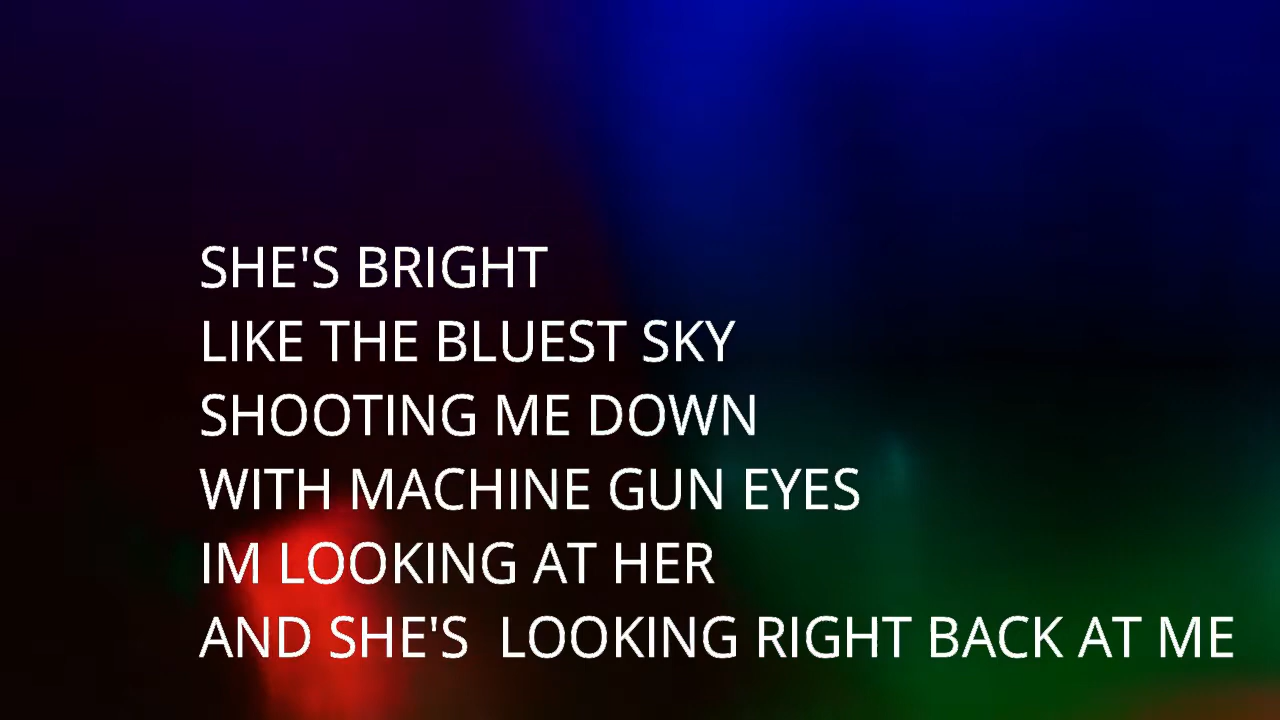 SHE'S BRIGHT
LIKE THE BLUEST SKY
SHOOTING ME DOWN
WITH MACHINE GUN EYES
IM LOOKING AT HER
AND SHE'S  LOOKING RIGHT BACK AT ME